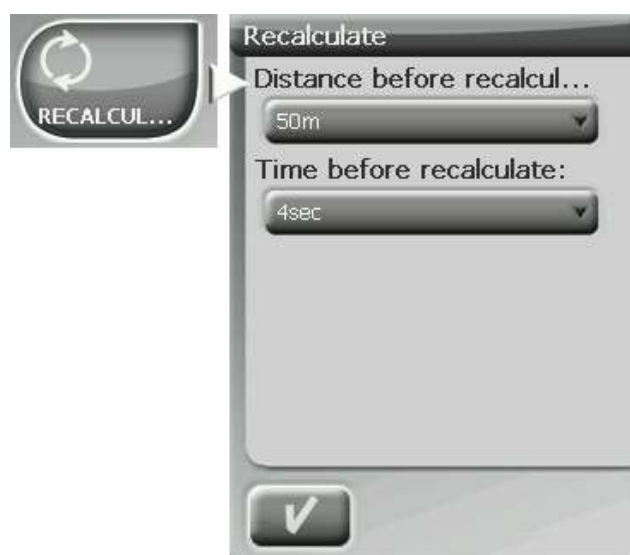 RECALCUL...
Recalculate
Distance before recalcul...
50m
Time before recalculate:
4sec